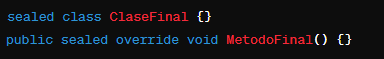 sealed class ClaseFinal {}
public sealed override void MetodoFinal() {}